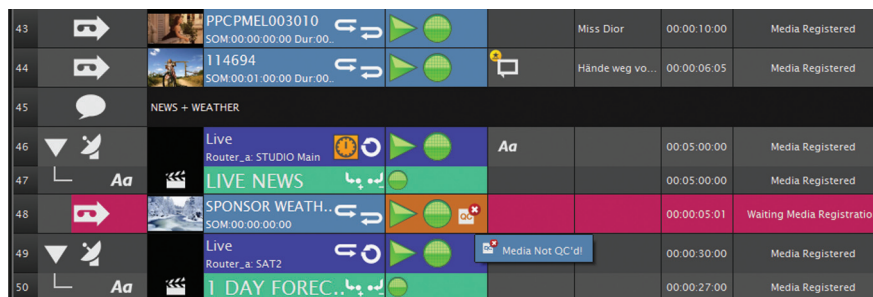 43 PPCPMEL003010 Miss Dior 00:00:10:00 Media Registered
SOM:00:00:00:00 Dur:00..
44 114694 Hände weg vo... 00:00:06:05 Media Registered
SOM:00:01:00:00 Dur:00..
45 NEWS + WEATHER
46 Live Aa 00:05:00:00 Media Registered
Router_a: STUDIO Main
47 Aa LIVE NEWS 00:05:00:00 Media Registered
48 SPONSOR WEATH.. QC 00:00:05:01 Waiting Media Registratio
SOM:00:00:00:00
49 Live 00:00:30:00 Media Registered
Router_a: SAT2
QC Media Not QC'd!
50 Aa 1 DAY FOREC.. 00:00:27:00 Media Registered